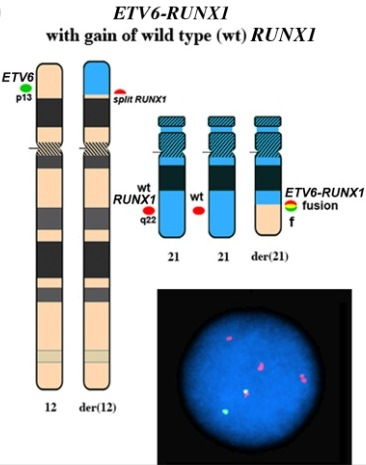 ETV6-RUNX1
with gain of wild type (wt) RUNX1
ETV6
p13
split RUNX1
wt
RUNX1
q22
wt
ETV6-RUNX1
fusion
f
21
21
der(21)
12
der(12)